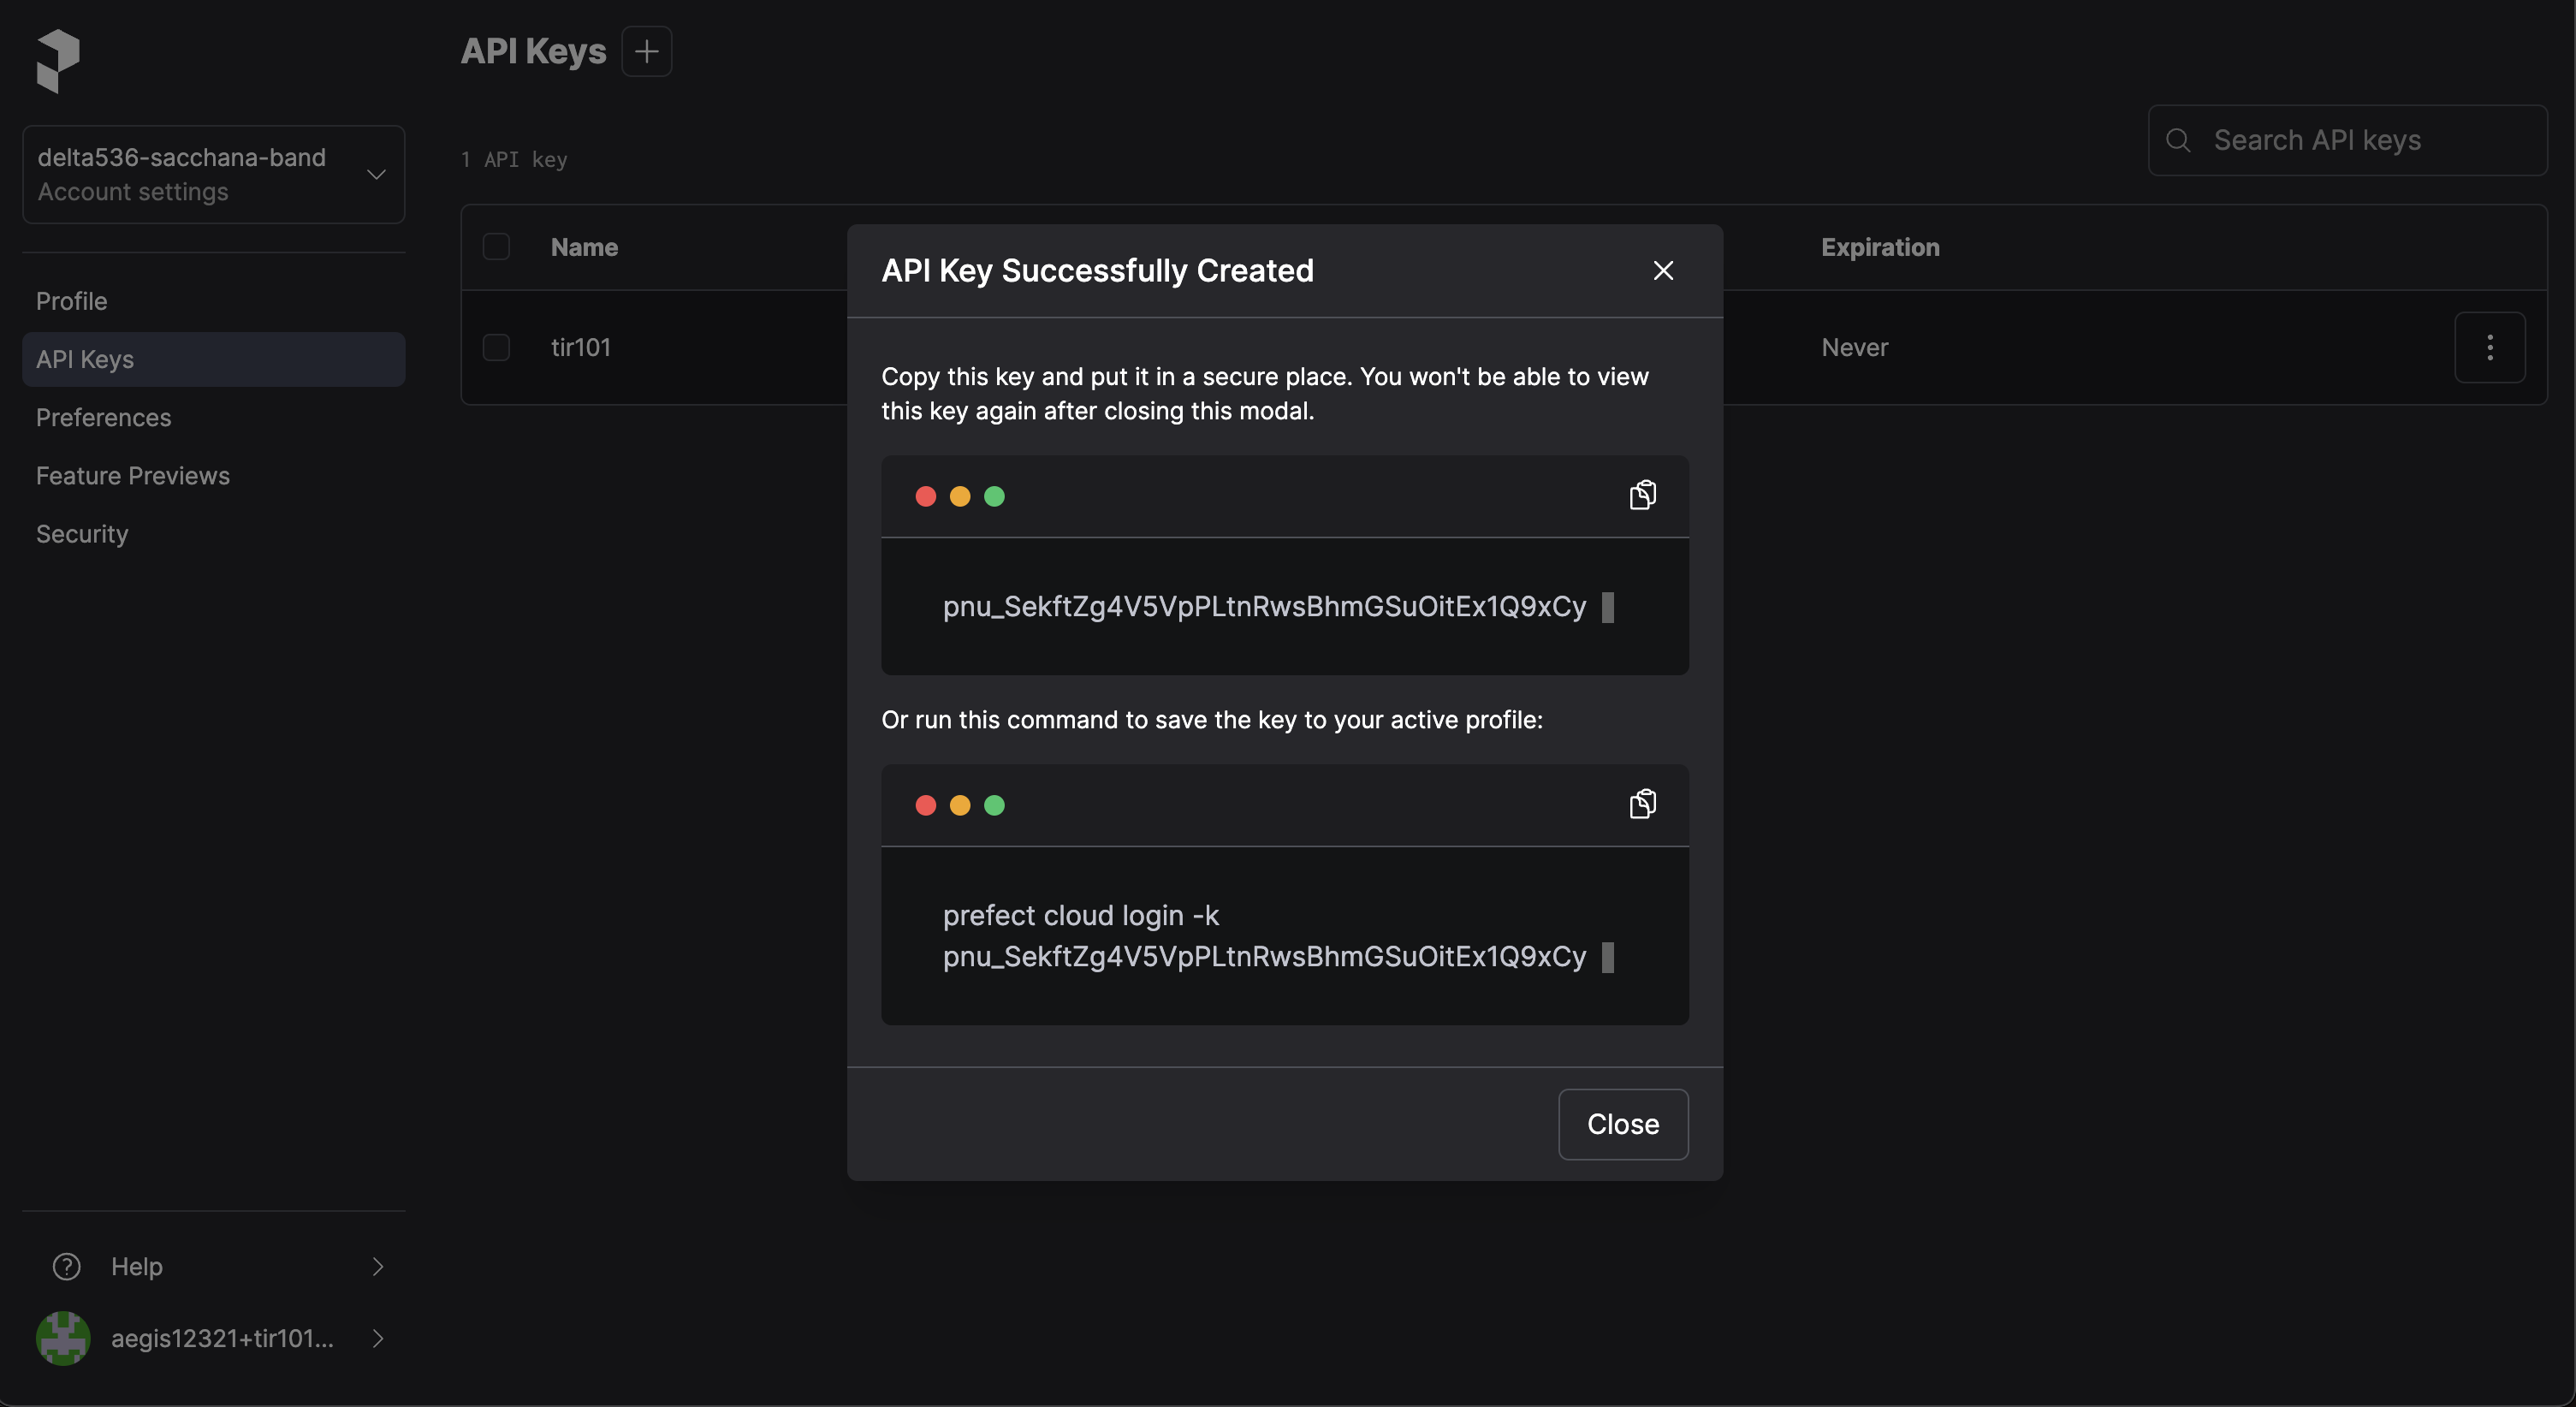 delta536-sacchana-band
Account settings
Profile
API Keys
Preferences
Feature Previews
Security
Help
aegis12321+tir101...
API Keys
1 API key
Search API keys
Name
Expiration
tir101
Never
API Key Successfully Created
Copy this key and put it in a secure place. You won't be able to view
this key again after closing this modal.
pnu_SekftZg4V5VpPLtnRwsBhmGSuOitEx1Q9xCy
Or run this command to save the key to your active profile:
prefect cloud login -k
pnu_SekftZg4V5VpPLtnRwsBhmGSuOitEx1Q9xCy
Close